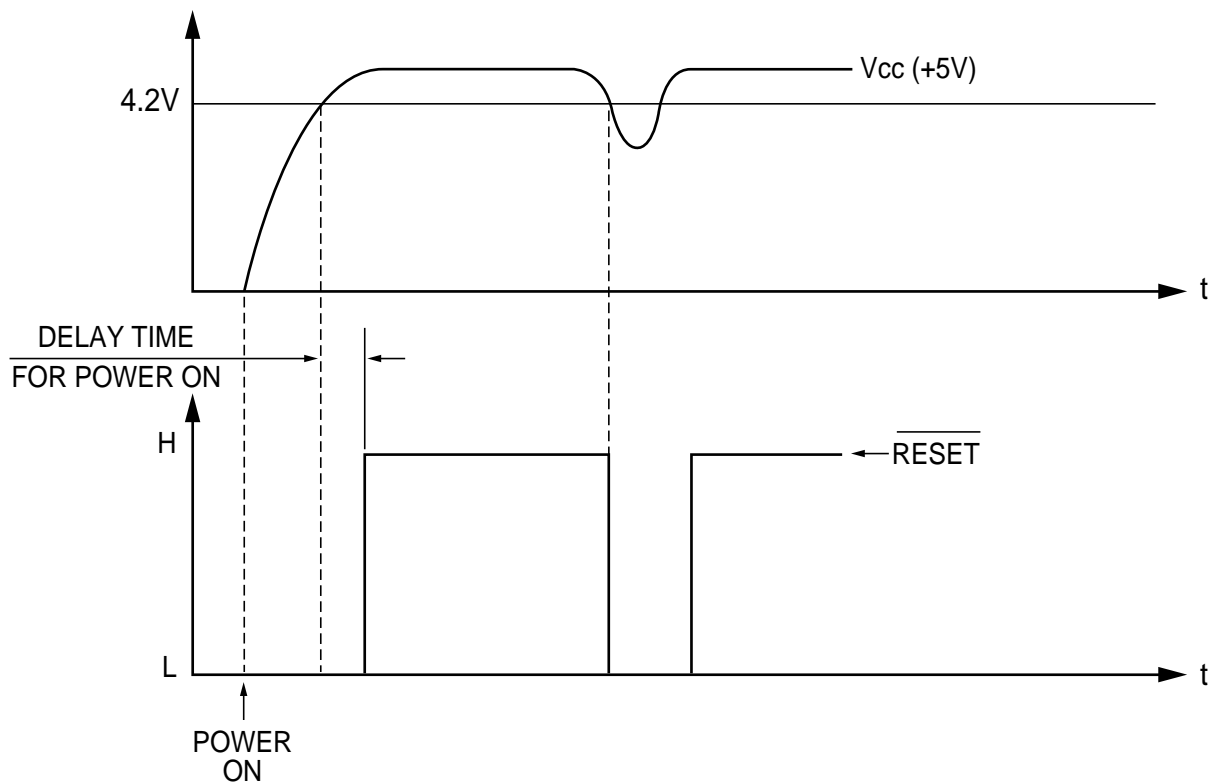 Vcc (+5V)
4.2V
t
DELAY TIME
FOR POWER ON
H
RESET
L
t
POWER
ON